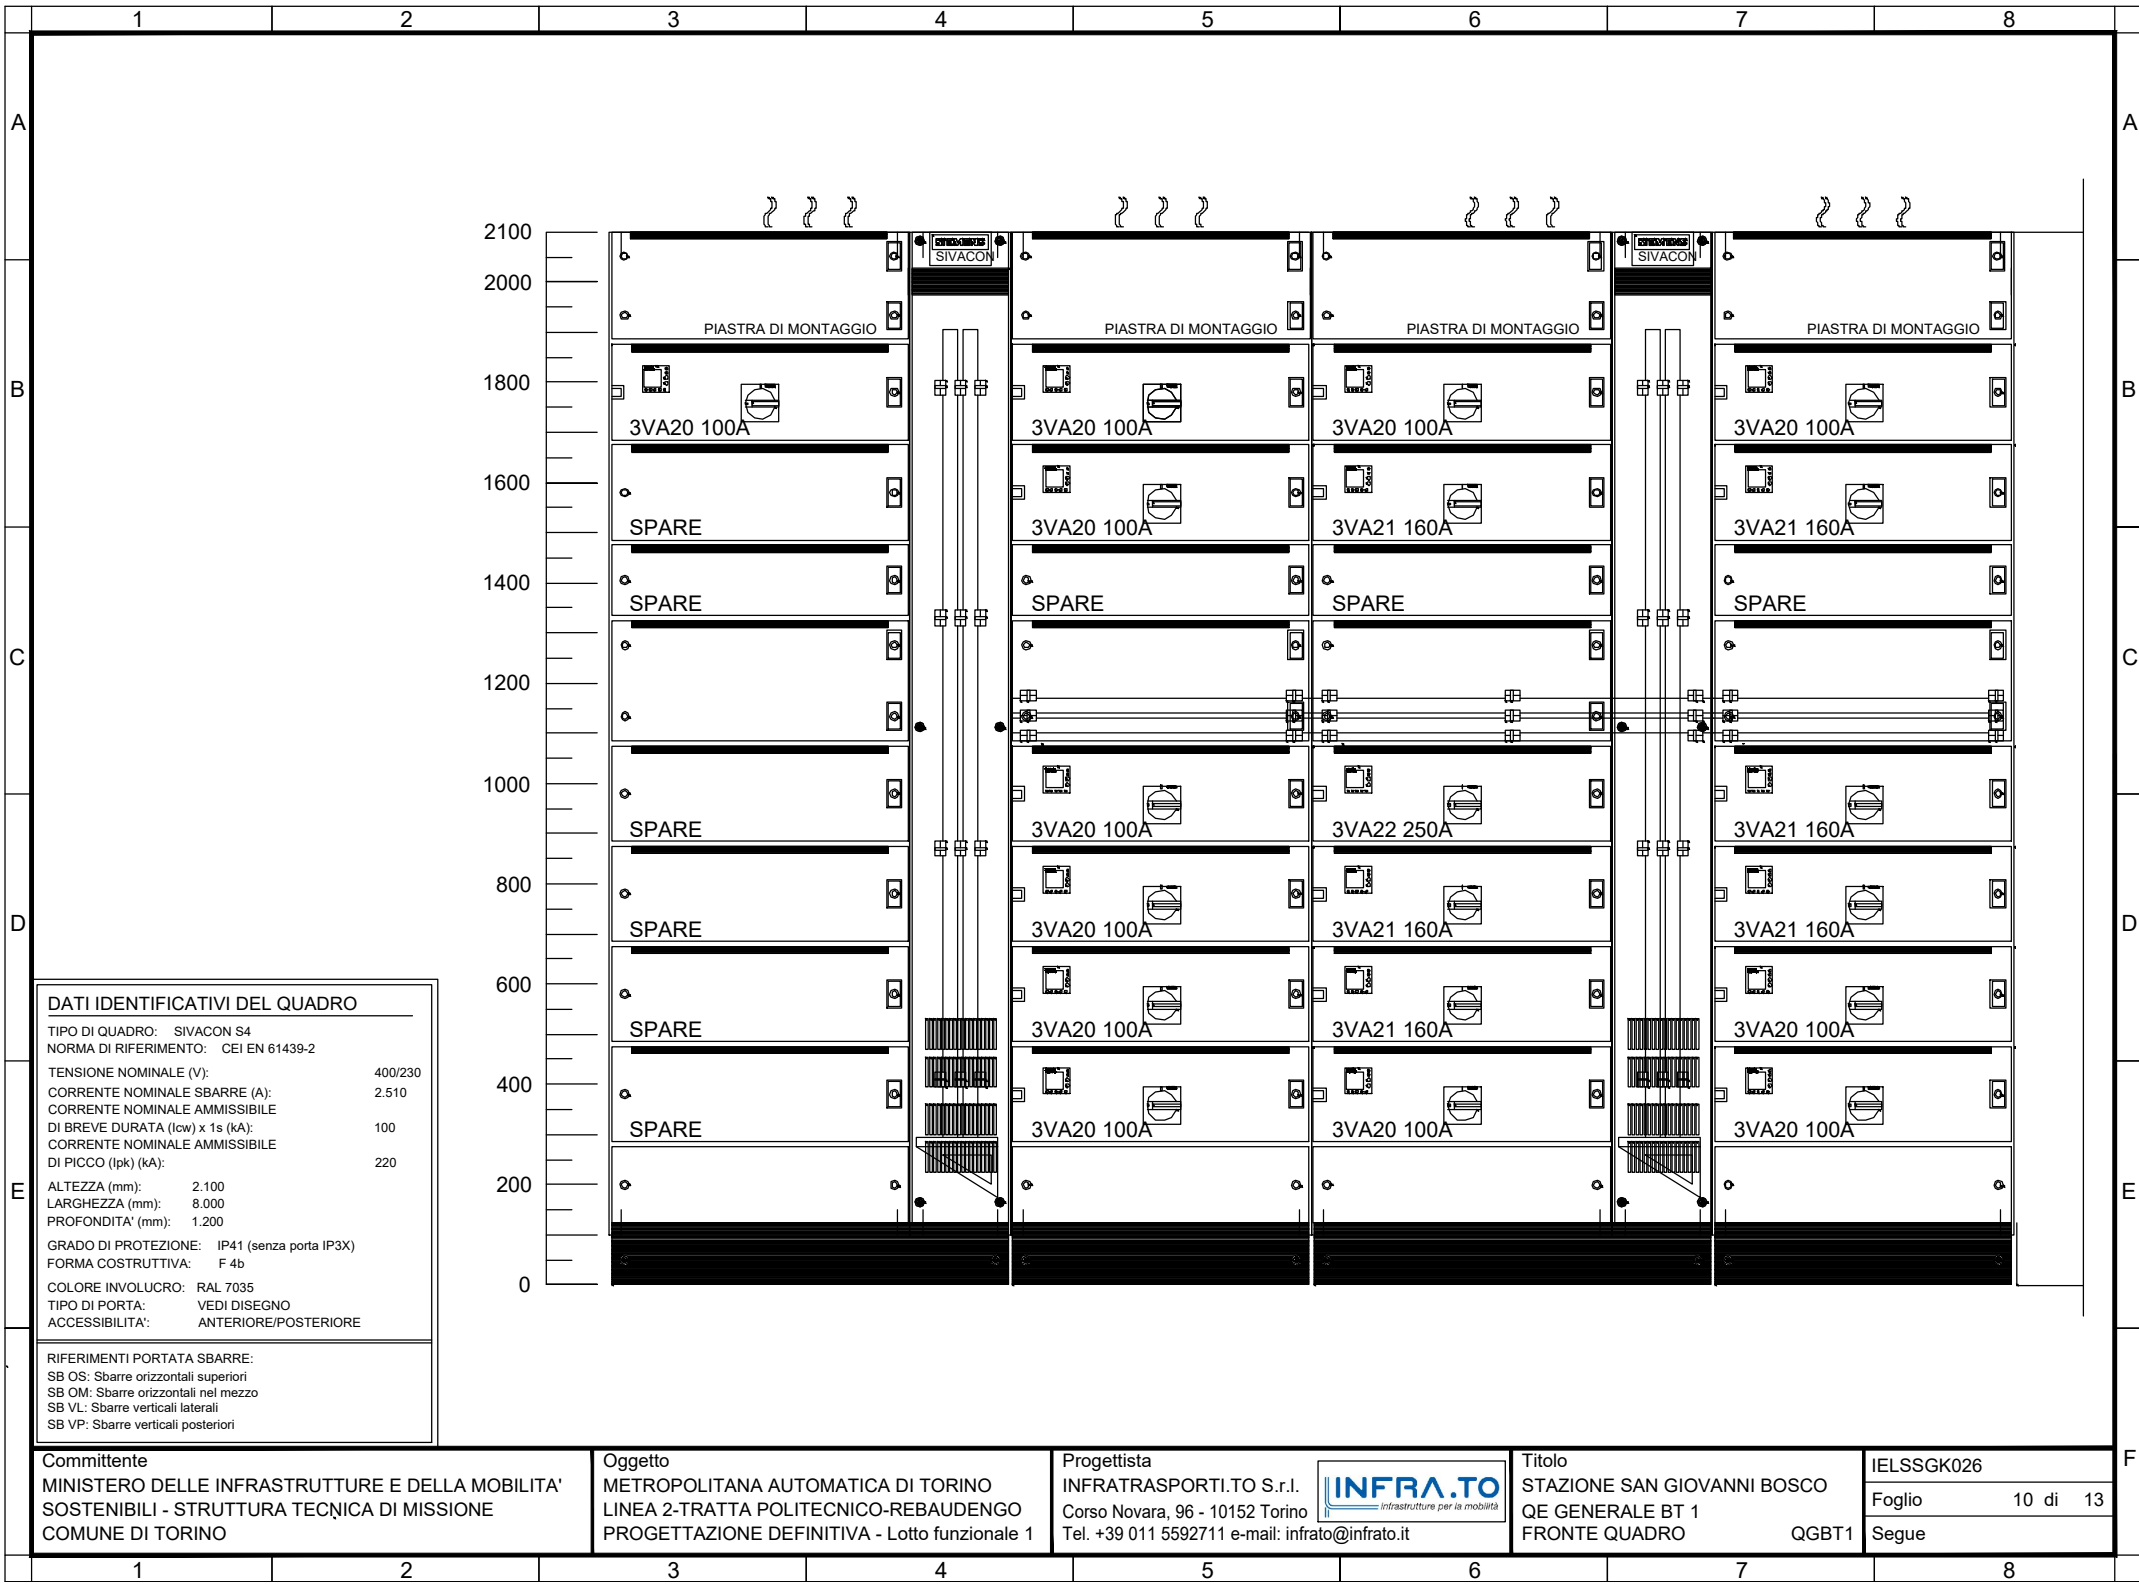 1 2 3 4 5 6 7 8
A A
2100
SIEMENS SIEMENS
SIVACON SIVACON
2000
PIASTRA DI MONTAGGIO PIASTRA DI MONTAGGIO PIASTRA DI MONTAGGIO PIASTRA DI MONTAGGIO
B 1800 B
3VA20 100A 3VA20 100A 3VA20 100A 3VA20 100A
1600
SPARE 3VA20 100A 3VA21 160A 3VA21 160A
1400
SPARE SPARE SPARE SPARE
C C
1200
1000
SPARE 3VA20 100A 3VA22 250A 3VA21 160A
800
D SPARE 3VA20 100A 3VA21 160A 3VA21 160A D
600
SPARE 3VA20 100A 3VA21 160A 3VA20 100A
400
SPARE 3VA20 100A 3VA20 100A 3VA20 100A
E 200 E
0
DATI IDENTIFICATIVI DEL QUADRO
TIPO DI QUADRO: SIVACON S4
NORMA DI RIFERIMENTO: CEI EN 61439-2
TENSIONE NOMINALE (V): 400/230
CORRENTE NOMINALE SBARRE (A): 2.510
CORRENTE NOMINALE AMMISSIBILE
DI BREVE DURATA (Icw) x 1s (kA): 100
CORRENTE NOMINALE AMMISSIBILE
DI PICCO (Ipk) (kA): 220
ALTEZZA (mm): 2.100
LARGHEZZA (mm): 8.000
PROFONDITA' (mm): 1.200
GRADO DI PROTEZIONE: IP41 (senza porta IP3X)
FORMA COSTRUTTIVA: F 4b
COLORE INVOLUCRO: RAL 7035
TIPO DI PORTA: VEDI DISEGNO
ACCESSIBILITA': ANTERIORE/POSTERIORE
RIFERIMENTI PORTATA SBARRE:
SB OS: Sbarre orizzontali superiori
SB OM: Sbarre orizzontali nel mezzo
SB VL: Sbarre verticali laterali
SB VP: Sbarre verticali posteriori
F
Committente
MINISTERO DELLE INFRASTRUTTURE E DELLA MOBILITA'
SOSTENIBILI - STRUTTURA TECNICA DI MISSIONE
COMUNE DI TORINO
Oggetto
METROPOLITANA AUTOMATICA DI TORINO
LINEA 2-TRATTA POLITECNICO-REBAUDENGO
PROGETTAZIONE DEFINITIVA - Lotto funzionale 1
Progettista
INFRATRASPORTI.TO S.r.l.
Corso Novara, 96 - 10152 Torino
Tel. +39 011 5592711 e-mail: infrato@infrato.it
INFRA.TO
infrastrutture per la mobilità
Titolo
STAZIONE SAN GIOVANNI BOSCO
QE GENERALE BT 1
FRONTE QUADRO QGBT1
IELSSGK026
Foglio 10 di 13
Segue
1 2 3 4 5 6 7 8